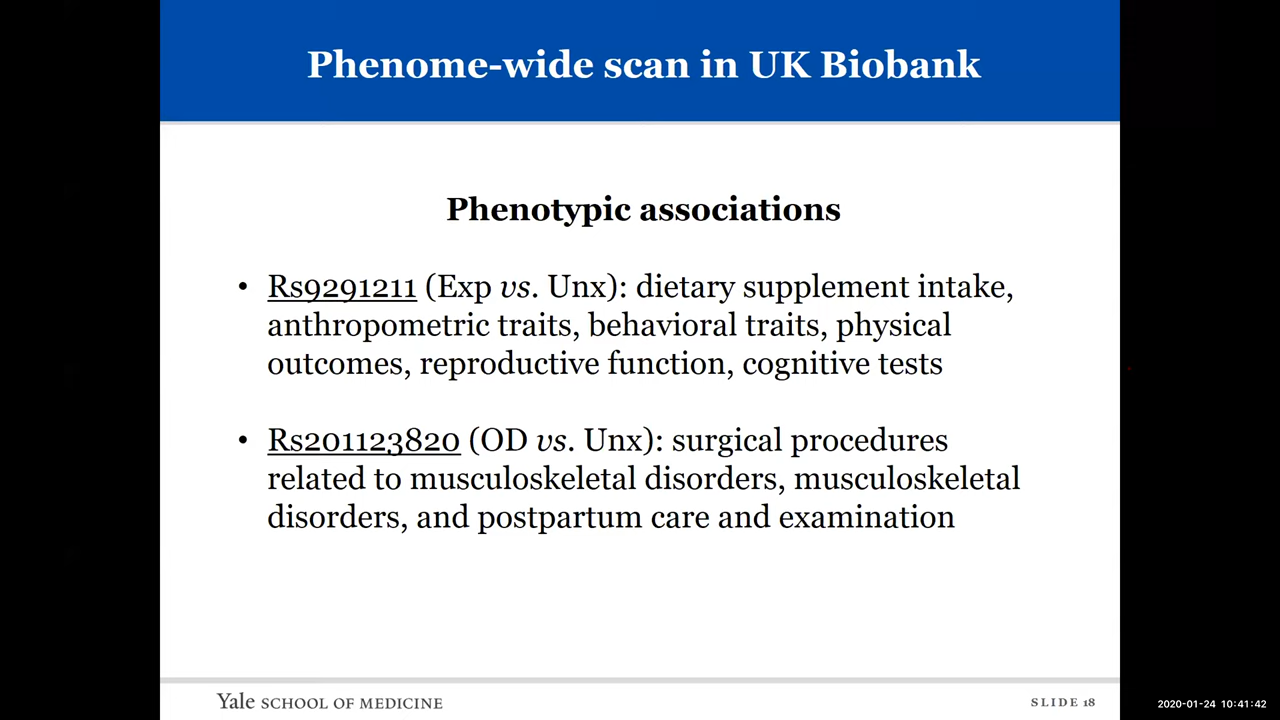 Phenome-wide scan in UK Biobank
Phenotypic associations
• Rs9291211 (Exp vs. Unx): dietary supplement intake,
anthropometric traits, behavioral traits, physical
outcomes, reproductive function, cognitive tests
• Rs201123820 (OD vs. Unx): surgical procedures
related to musculoskeletal disorders, musculoskeletal
disorders, and postpartum care and examination
Yale SCHOOL OF MEDICINE
SLIDE 18
2020-01-24 10:41:42